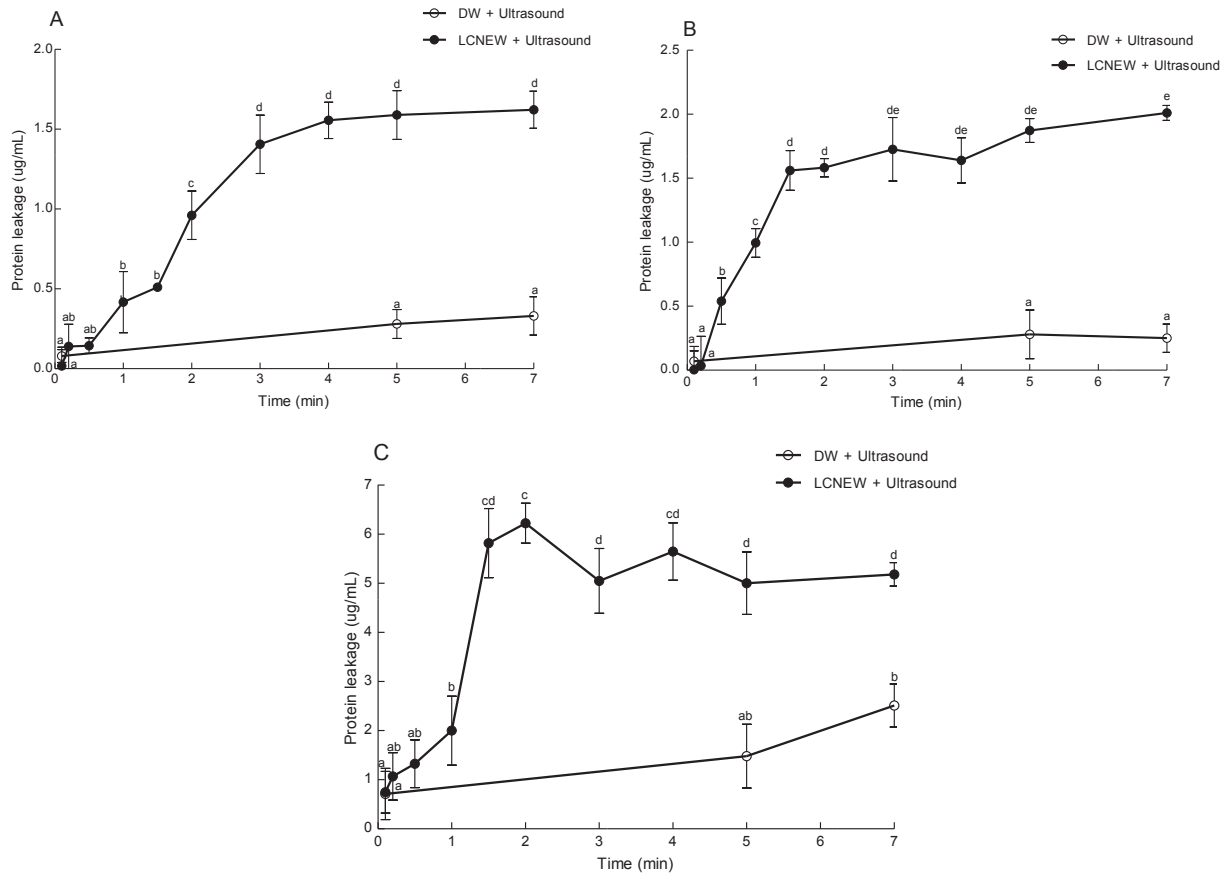 A
DW + Ultrasound
LCNEW + Ultrasound
2.0
1.5
1.0
0.5
0.0
Protein leakage (ug/mL)
a
a
ab
ab
b
b
c
d
d
d
d
a
a
0 1 2 3 4 5 6 7
Time (min)
B
DW + Ultrasound
LCNEW + Ultrasound
2.5
2.0
1.5
1.0
0.5
0.0
Protein leakage (ug/mL)
a
a
a
b
c
d
d
de
de
de
e
a
a
0 1 2 3 4 5 6 7
Time (min)
C
DW + Ultrasound
LCNEW + Ultrasound
7
6
5
4
3
2
1
0
Protein leakage (ug/mL)
a
a
ab
ab
b
cd
c
d
cd
d
d
ab
b
0 1 2 3 4 5 6 7
Time (min)